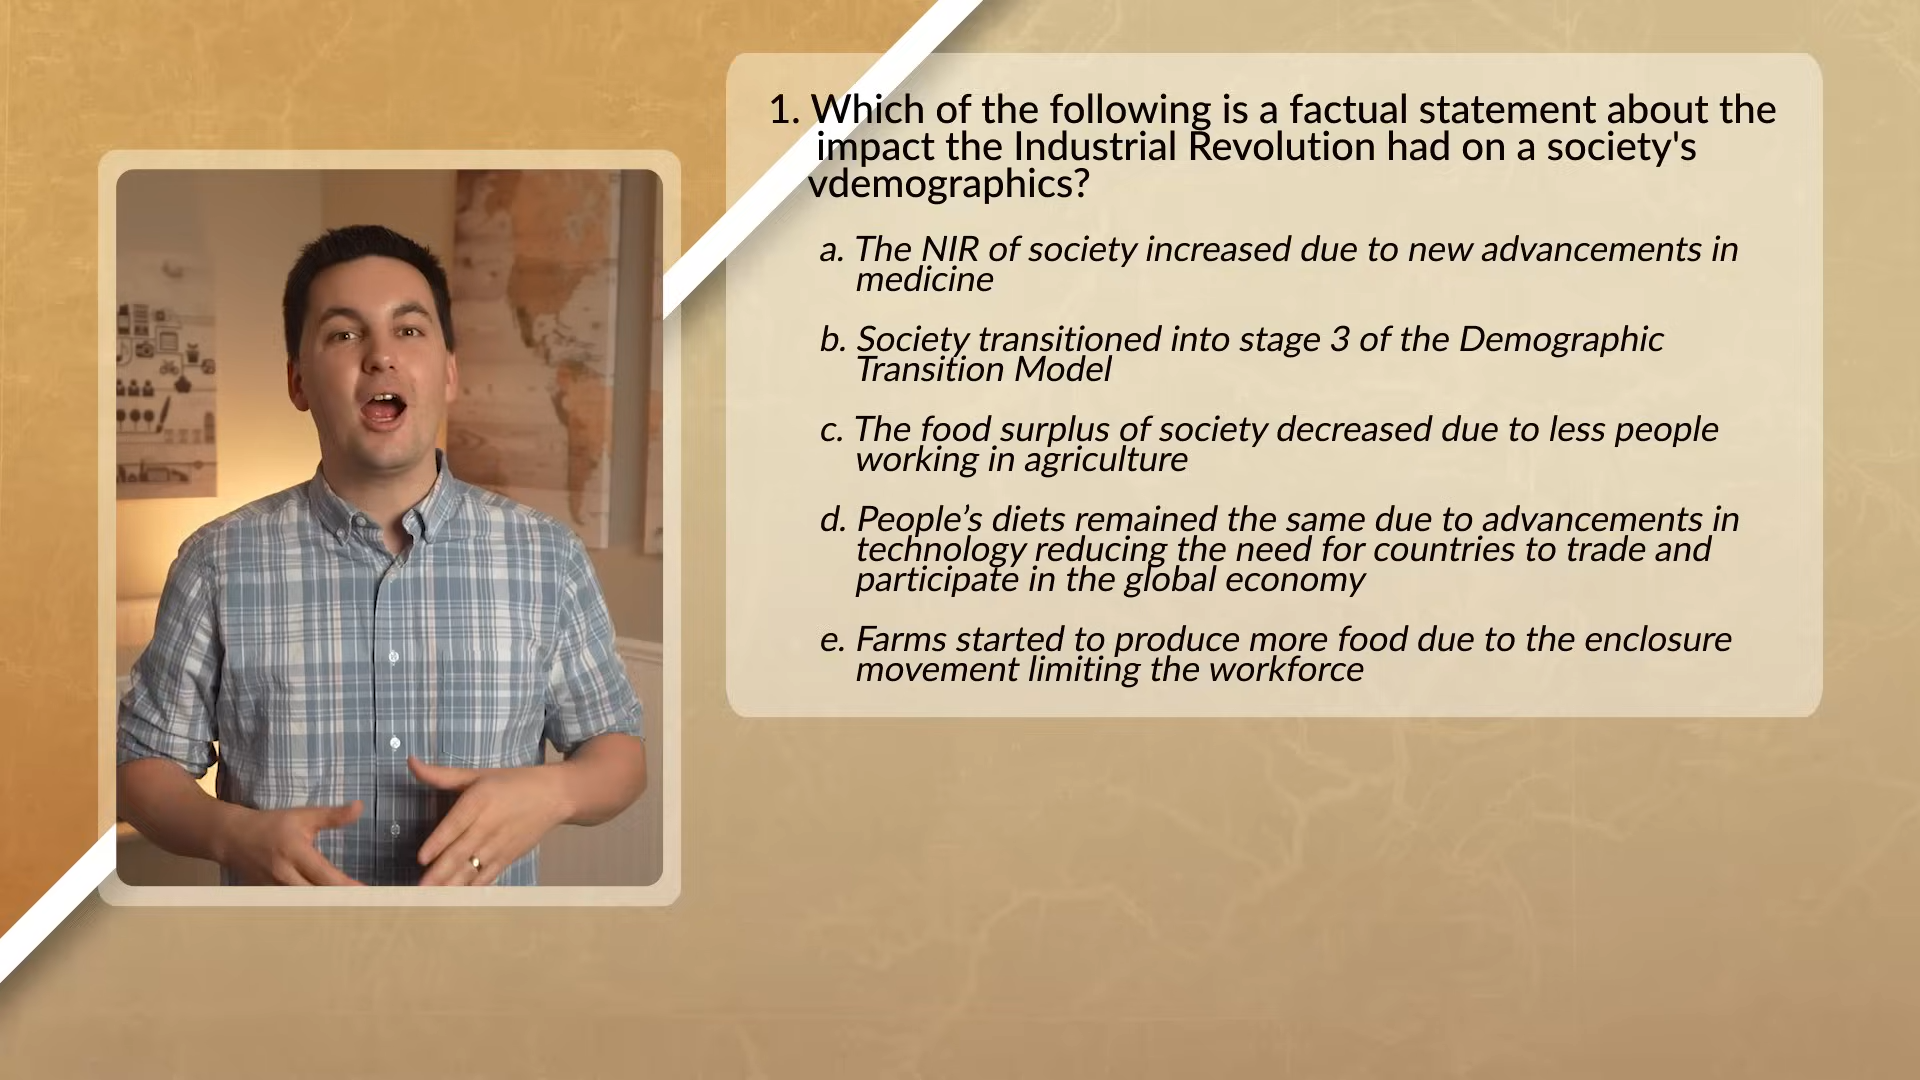 1. Which of the following is a factual statement about the
impact the Industrial Revolution had on a society's
vdemographics?
a. The NIR of society increased due to new advancements in
medicine
b. Society transitioned into stage 3 of the Demographic
Transition Model
c. The food surplus of society decreased due to less people
working in agriculture
d. People’s diets remained the same due to advancements in
technology reducing the need for countries to trade and
participate in the global economy
e. Farms started to produce more food due to the enclosure
movement limiting the workforce